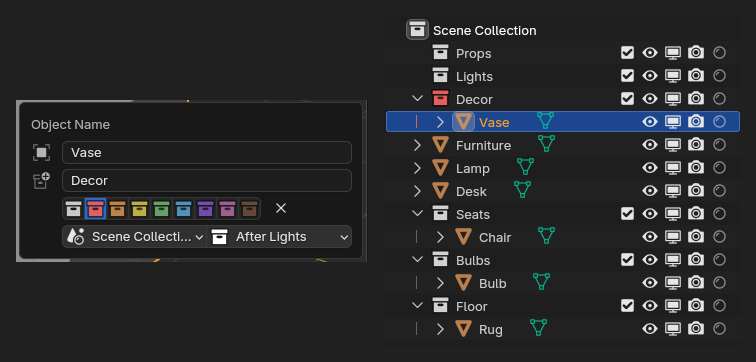 Object Name
Vase
Decor
Scene Collecti...
After Lights
Scene Collection
Props
Lights
Decor
Vase
Furniture
Lamp
Desk
Seats
Chair
Bulbs
Bulb
Floor
Rug